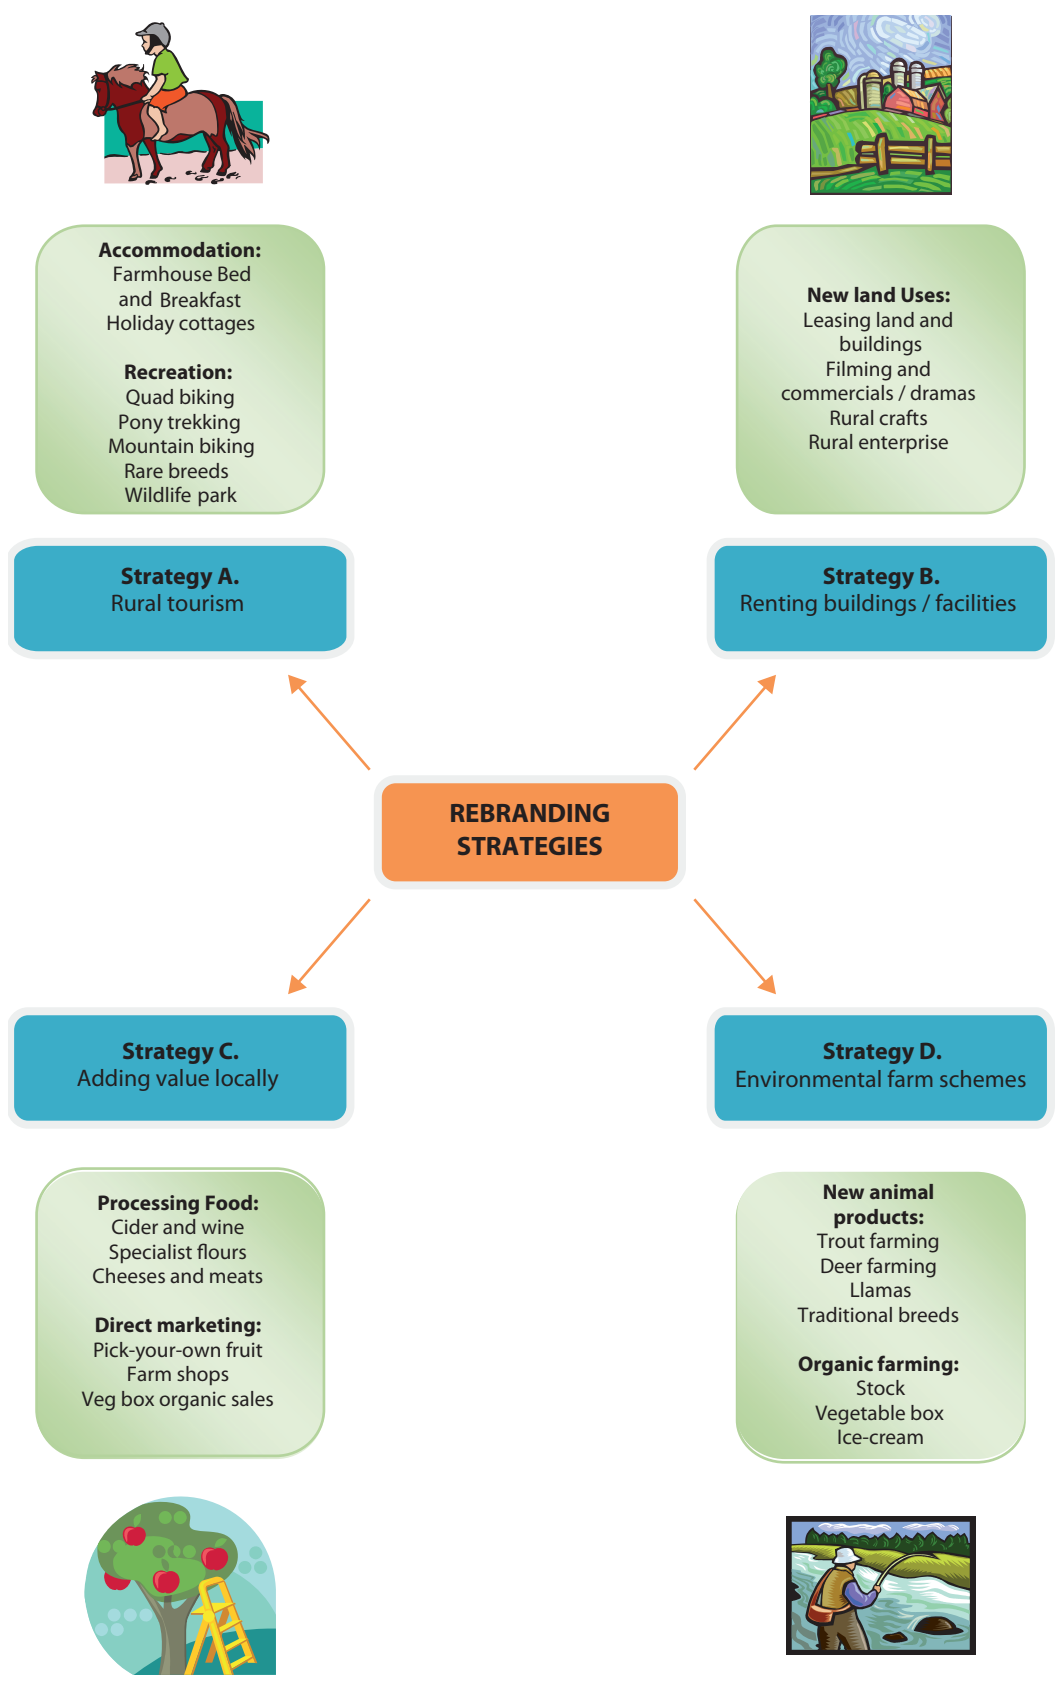 Accommodation:
Farmhouse Bed
and Breakfast
Holiday cottages
Recreation:
Quad biking
Pony trekking
Mountain biking
Rare breeds
Wildlife park
Strategy A.
Rural tourism
New land Uses:
Leasing land and
buildings
Filming and
commercials / dramas
Rural crafts
Rural enterprise
Strategy B.
Renting buildings / facilities
REBRANDING
STRATEGIES
Strategy C.
Adding value locally
Processing Food:
Cider and wine
Specialist flours
Cheeses and meats
Direct marketing:
Pick-your-own fruit
Farm shops
Veg box organic sales
Strategy D.
Environmental farm schemes
New animal
products:
Trout farming
Deer farming
Llamas
Traditional breeds
Organic farming:
Stock
Vegetable box
Ice-cream